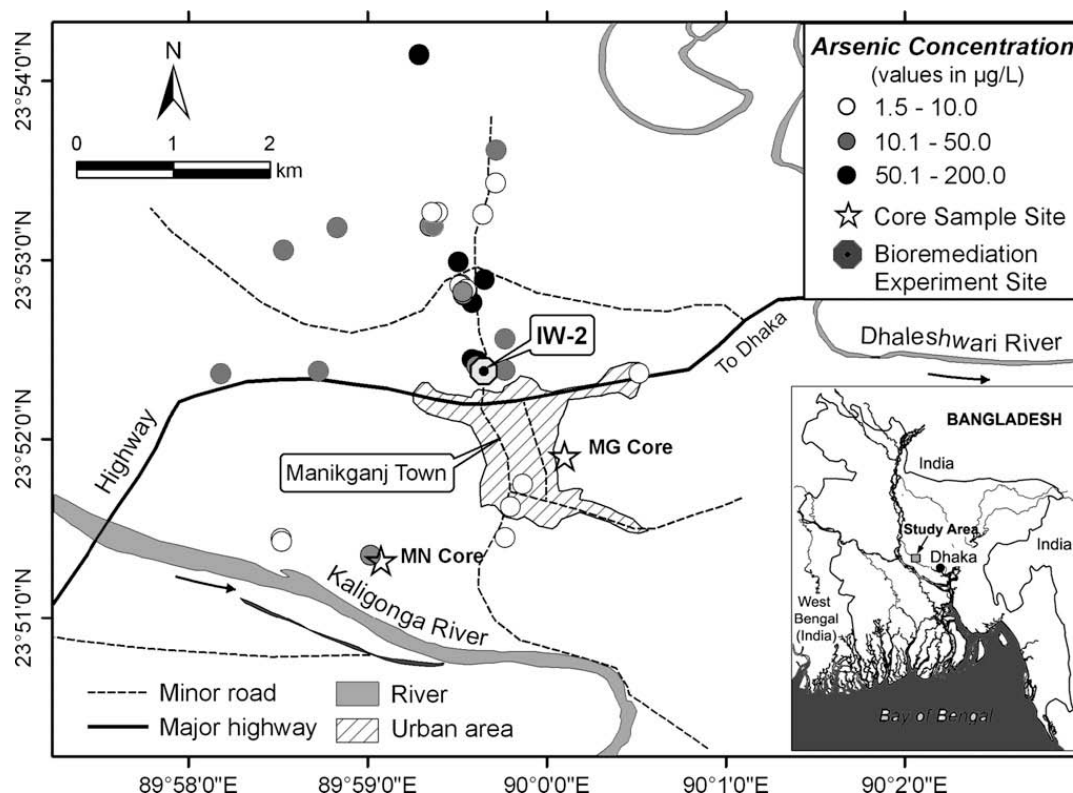 N
0
1
2
km
Arsenic Concentration
(values in µg/L)
1.5 - 10.0
10.1 - 50.0
50.1 - 200.0
Core Sample Site
Bioremediation
Experiment Site
23°54'0"N
23°53'0"N
23°52'0"N
23°51'0"N
IW-2
To Dhaka
Dhaleshwari River
Highway
Manikganj Town
MG Core
MN Core
Kaligonga River
Minor road
Major highway
River
Urban area
BANGLADESH
India
Study Area
Dhaka
India
West
Bengal
(India)
Bay of Bengal
89°58'0"E
89°59'0"E
90°0'0"E
90°1'0"E
90°2'0"E